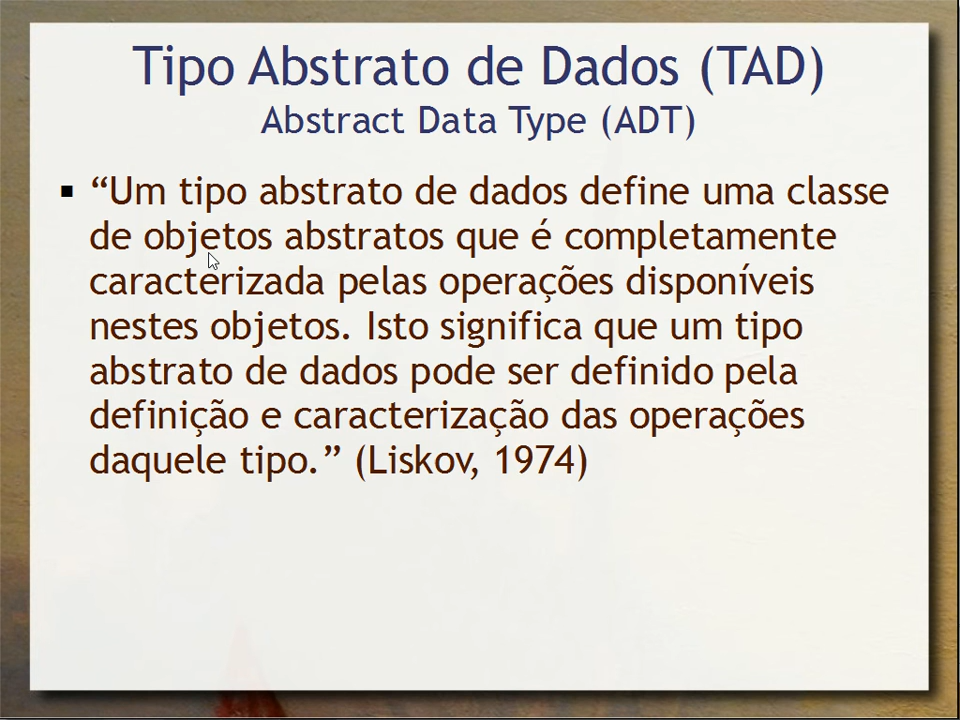 Tipo Abstrato de Dados (TAD)
Abstract Data Type (ADT)
▪ “Um tipo abstrato de dados define uma classe
de objetos abstratos que é completamente
caracterizada pelas operações disponíveis
nestes objetos. Isto significa que um tipo
abstrato de dados pode ser definido pela
definição e caracterização das operações
daquele tipo.” (Liskov, 1974)